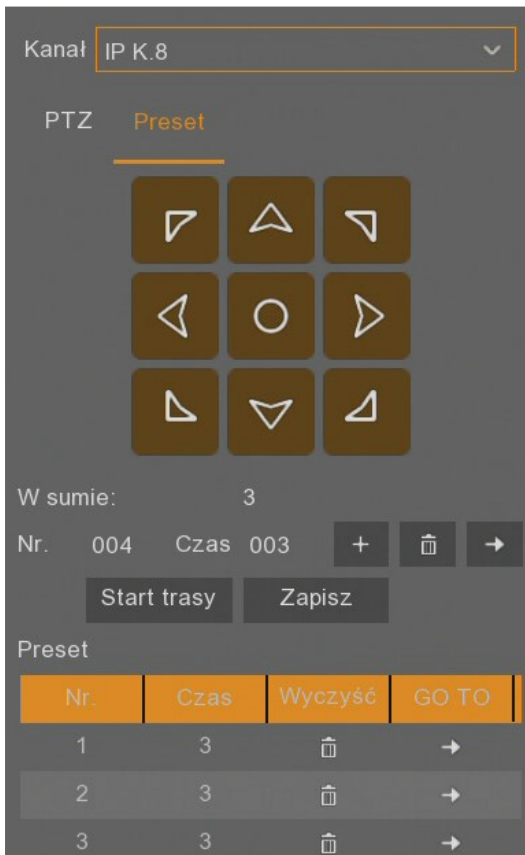 Kanał IP K.8
PTZ Preset
W sumie: 3
Nr. 004 Czas 003 +
Start trasy Zapisz
Preset
Nr. Czas Wyczyść GO TO
1 3
2 3
3 3